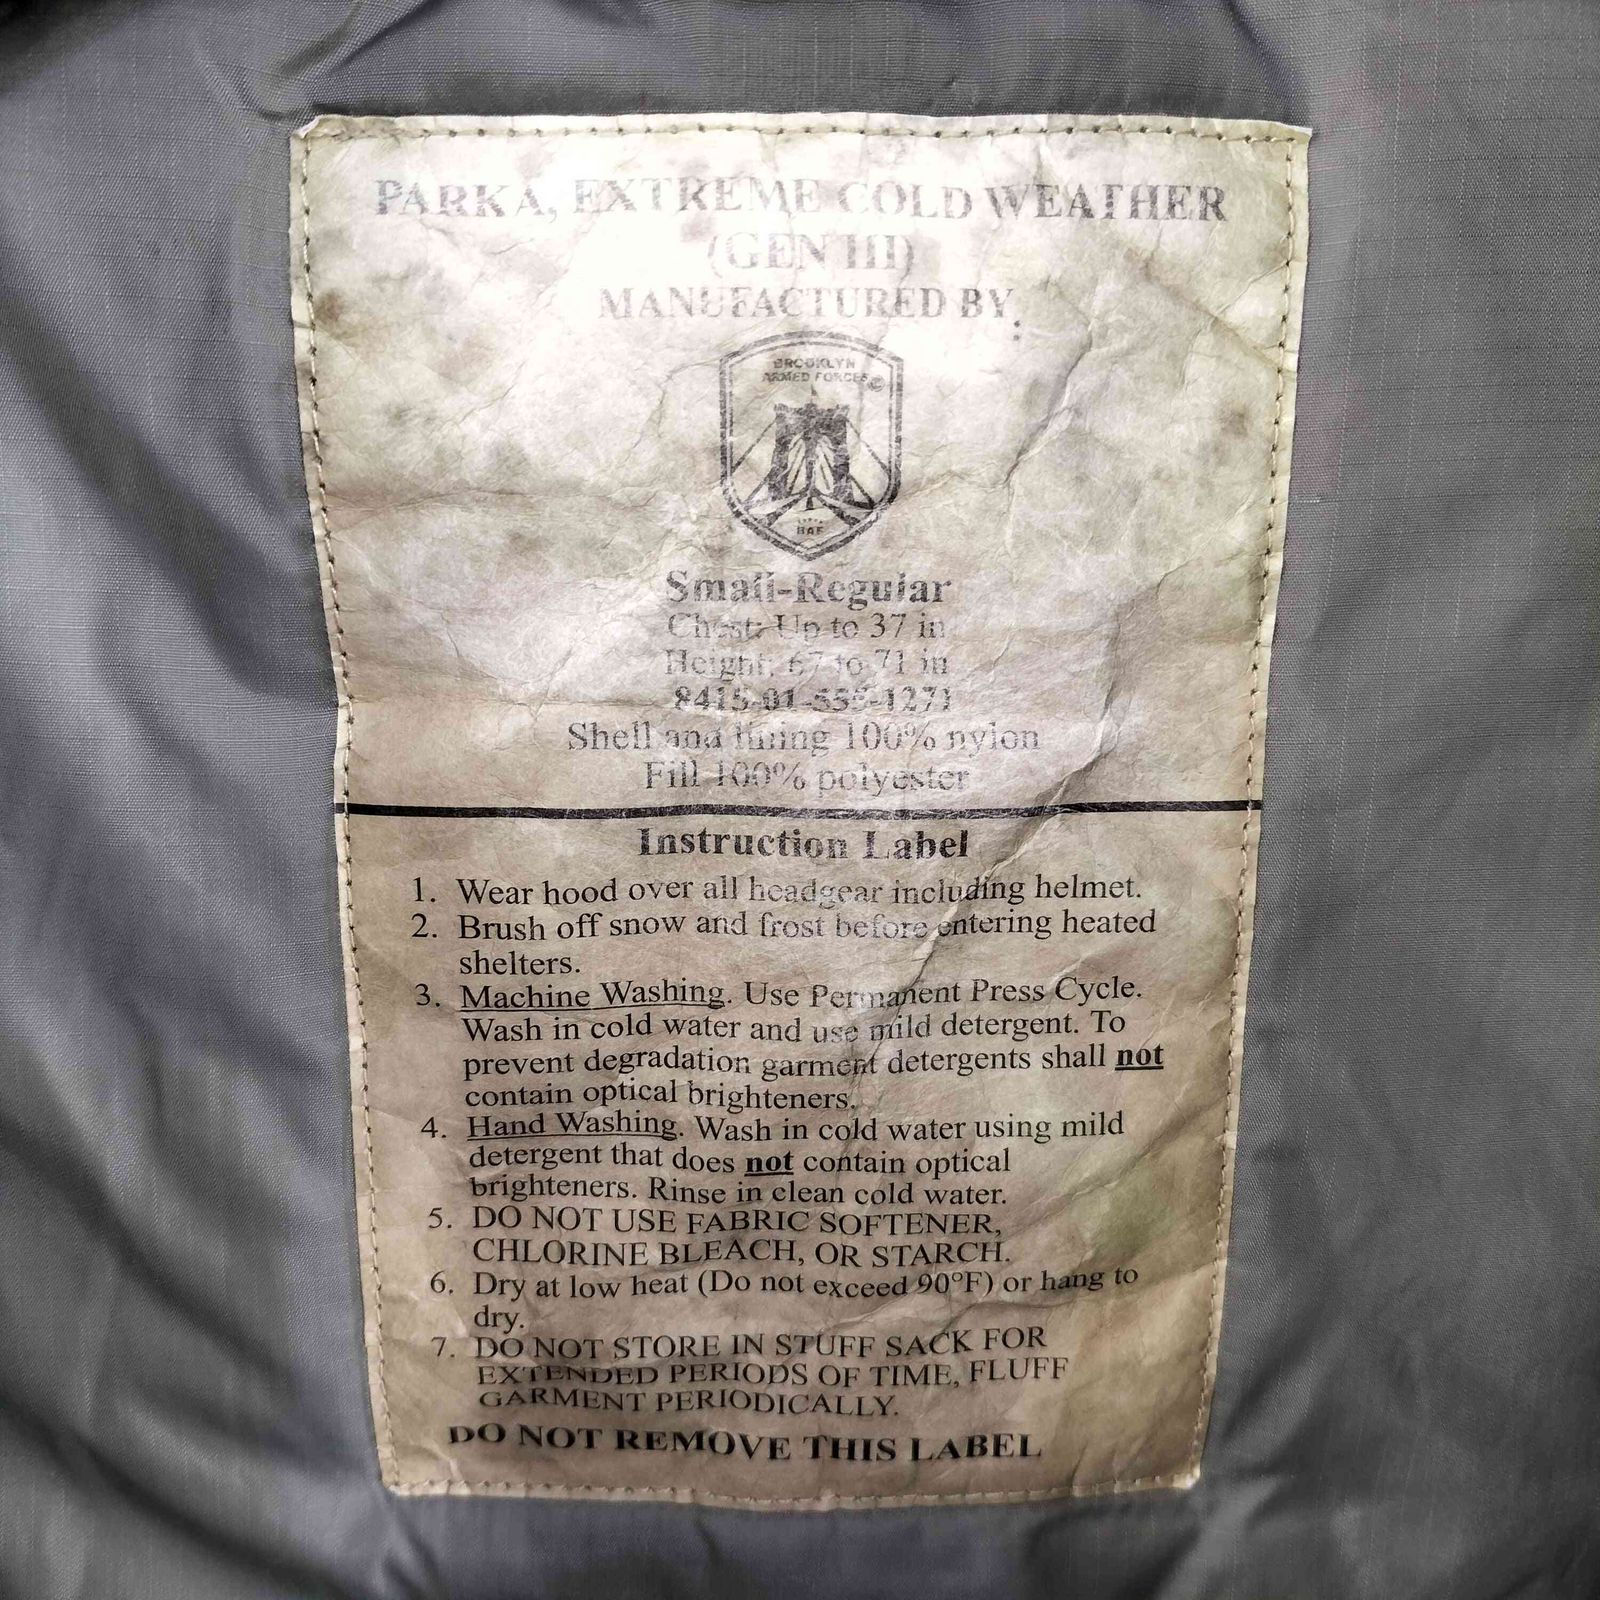 PARKA, EXTREME COLD WEATHER
(GEN III)
MANUFACTURED BY:
BROOKLYN
ARMED FORCES©
BAF
Small-Regular
Chest: Up to 37 in
Height: 67 to 71 in
8415-01-555-1271
Shell and lining 100% nylon
Fill 100% polyester
Instruction Label
1. Wear hood over all headgear including helmet.
2. Brush off snow and frost before entering heated
shelters.
3. Machine Washing. Use Permanent Press Cycle.
Wash in cold water and use mild detergent. To
prevent degradation garment detergents shall not
contain optical brighteners.
4. Hand Washing. Wash in cold water using mild
detergent that does not contain optical
brighteners. Rinse in clean cold water.
5. DO NOT USE FABRIC SOFTENER,
CHLORINE BLEACH, OR STARCH.
6. Dry at low heat (Do not exceed 90°F) or hang to
dry.
7. DO NOT STORE IN STUFF SACK FOR
EXTENDED PERIODS OF TIME, FLUFF
GARMENT PERIODICALLY.
DO NOT REMOVE THIS LABEL